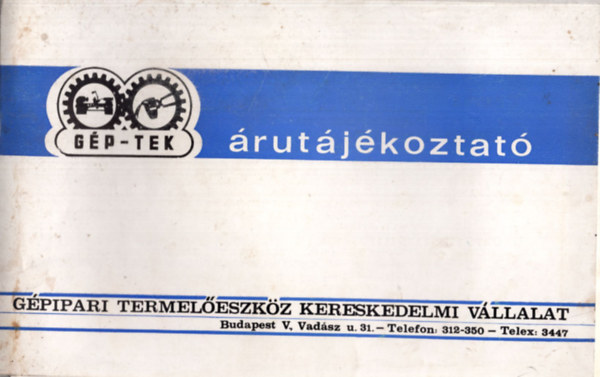 GÉP-TEK
árutájékoztató
GÉPIPARI TERMELŐESZKÖZ KERESKEDELMI VÁLLALAT
Budapest V, Vadász u. 31. – Telefon: 312-350 – Telex: 3447